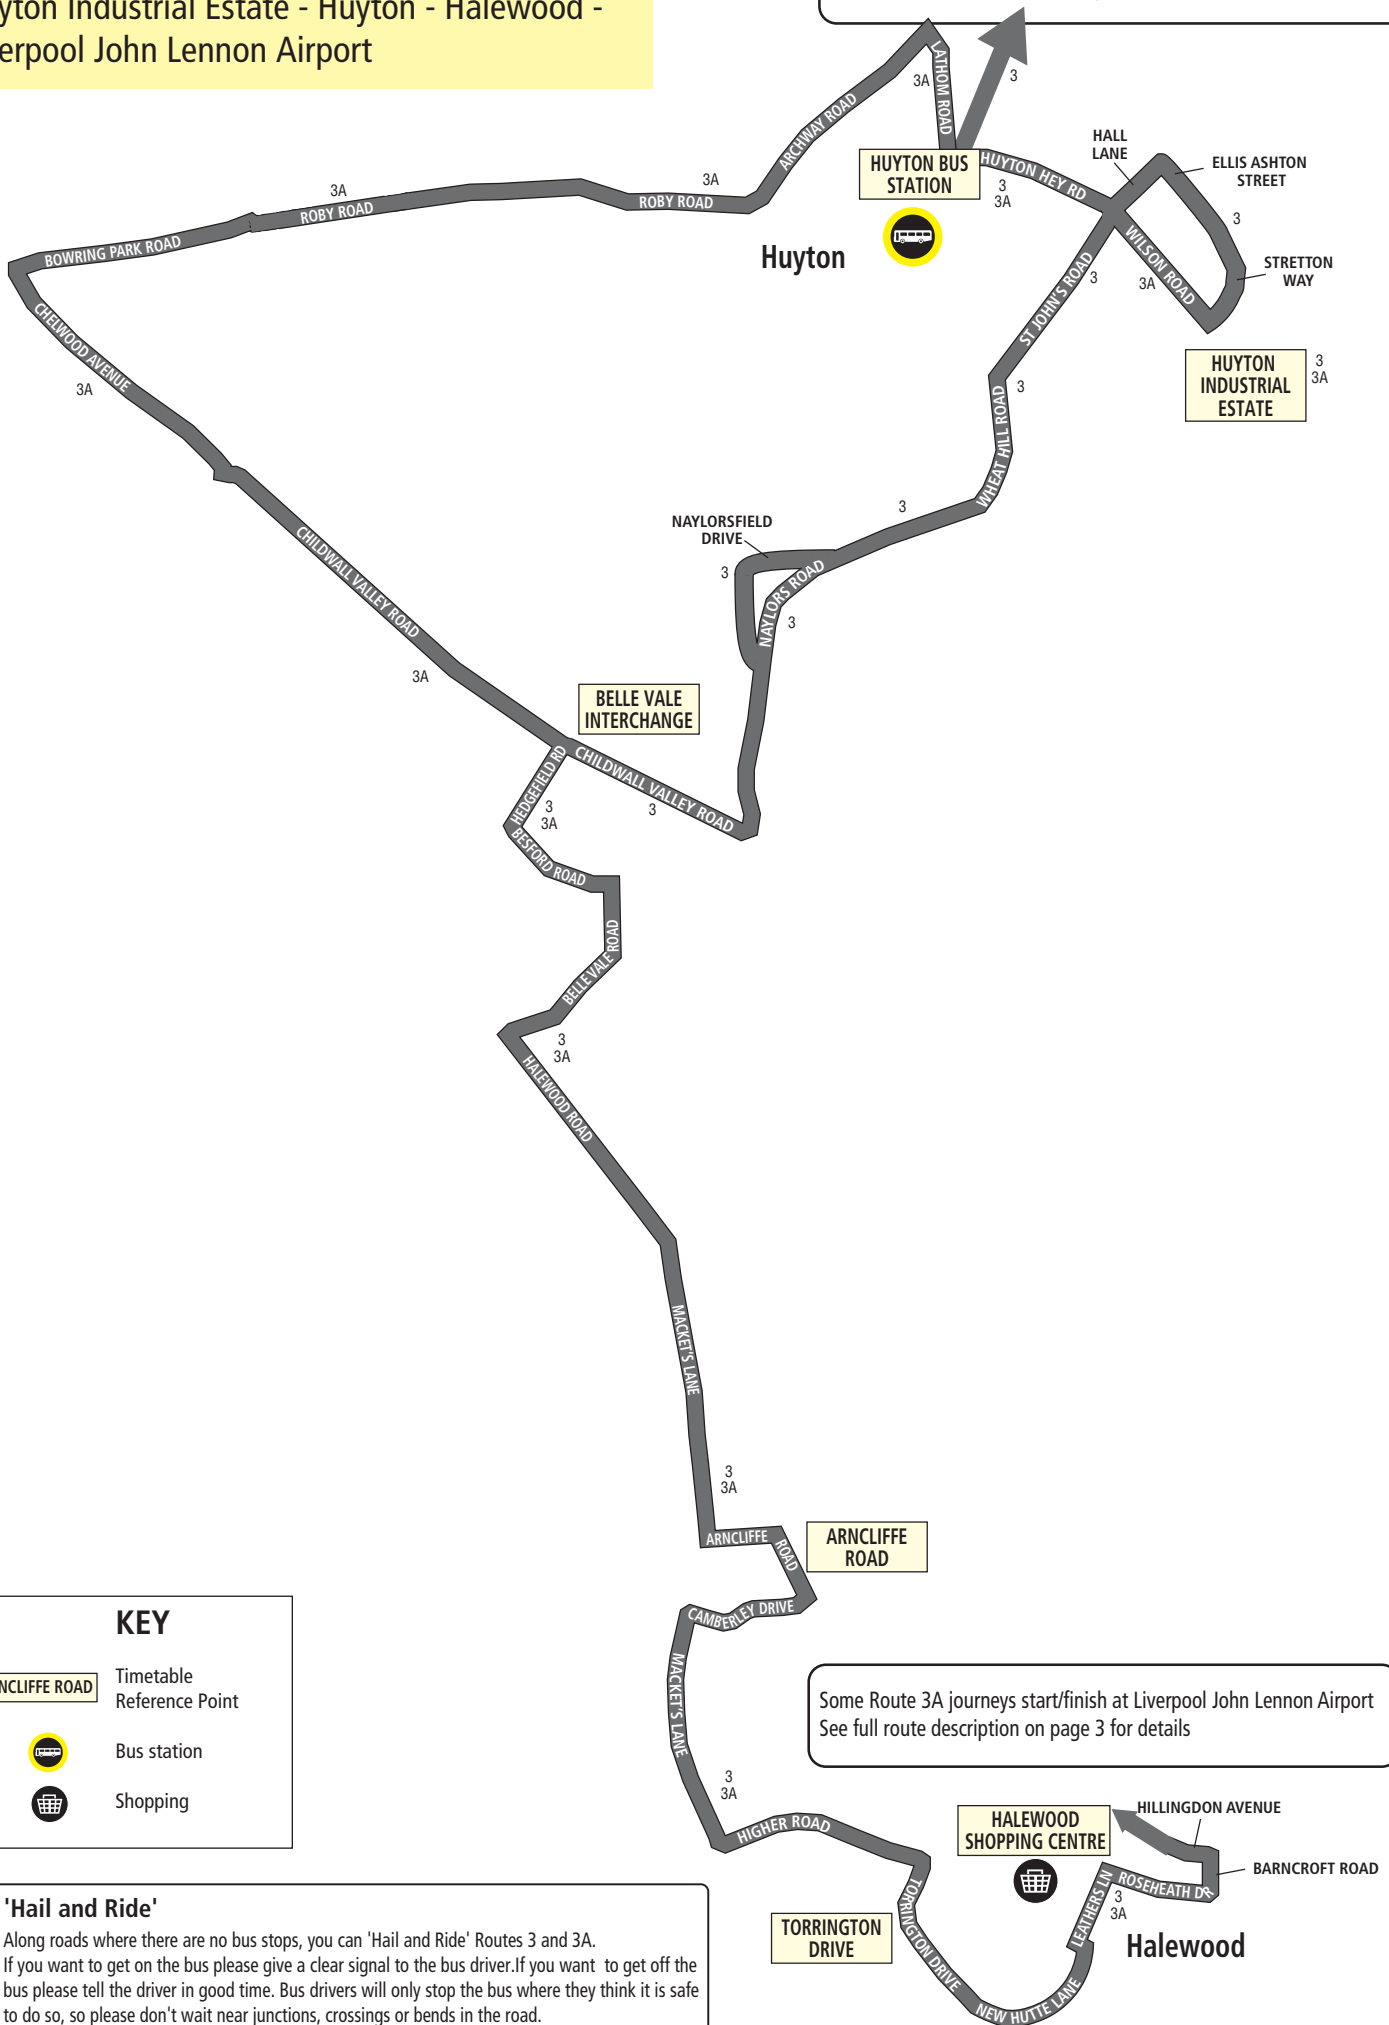 yton Industrial Estate - Huyton - Halewood -
erpool John Lennon Airport
LATHOM ROAD
3A
3
ARCHWAY ROAD
HALL
LANE
ELLIS ASHTON
STREET
HUYTON BUS
STATION
HUYTON HEY RD
3
3A
3A
ROBY ROAD
3A
ROBY ROAD
3
BOWRING PARK ROAD
Huyton
WILSON ROAD
3A
STRETTON
WAY
ST JOHN'S ROAD
3
CHELWOOD AVENUE
3A
HUYTON
INDUSTRIAL
ESTATE
3
3A
3
WHEAT HILL ROAD
3
NAYLORSFIELD
DRIVE
3
NAYLORS ROAD
3
CHILDWALL VALLEY ROAD
3A
BELLE VALE
INTERCHANGE
CHILDWALL VALLEY ROAD
3
HEDGEFIELD RD
3
3A
BESFORD ROAD
BELLE VALE ROAD
3
3A
HALEWOOD ROAD
MACKET'S LANE
3
3A
ARNCLIFFE ROAD
ARNCLIFFE
ROAD
CAMBERLEY DRIVE
MACKET'S LANE
KEY
NCLIFFE ROAD
Timetable
Reference Point
Bus station
Shopping
Some Route 3A journeys start/finish at Liverpool John Lennon Airport
See full route description on page 3 for details
3
3A
HIGHER ROAD
HALEWOOD
SHOPPING CENTRE
HILLINGDON AVENUE
BARNCROFT ROAD
ROSEHEATH DR
LEATHERS LN
3
3A
TORRINGTON DRIVE
TORRINGTON
DRIVE
Halewood
NEW HUTTE LANE
'Hail and Ride'
Along roads where there are no bus stops, you can 'Hail and Ride' Routes 3 and 3A.
If you want to get on the bus please give a clear signal to the bus driver.If you want to get off the
bus please tell the driver in good time. Bus drivers will only stop the bus where they think it is safe
to do so, so please don't wait near junctions, crossings or bends in the road.